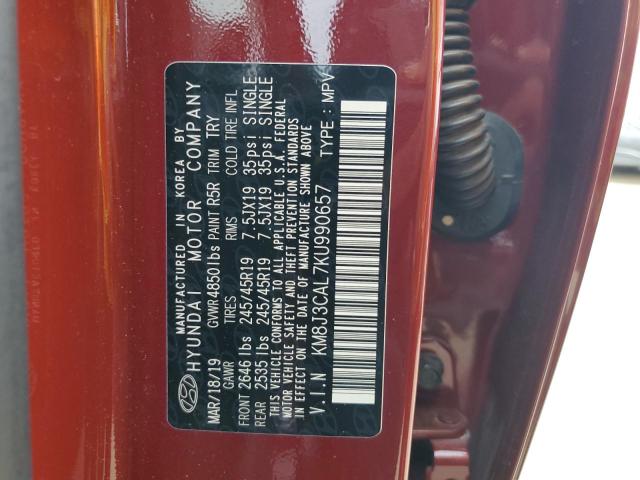 MANUFACTURED IN KOREA BY
HYUNDAI MOTOR COMPANY
MAR/18/19 GVWR 4850 lbs PAINT R5R TRIM TRY
GAWR TIRES RIMS COLD TIRE INFL
FRONT 2646 lbs 245/45R19 7.5JX19 35psi SINGLE
REAR 2535 lbs 245/45R19 7.5JX19 35psi SINGLE
THIS VEHICLE CONFORMS TO ALL APPLICABLE U.S.A. FEDERAL
MOTOR VEHICLE SAFETY AND THEFT PREVENTION STANDARDS
IN EFFECT ON THE DATE OF MANUFACTURE SHOWN ABOVE
V.I.N KM8J3CAL7KU990657 TYPE : MPV